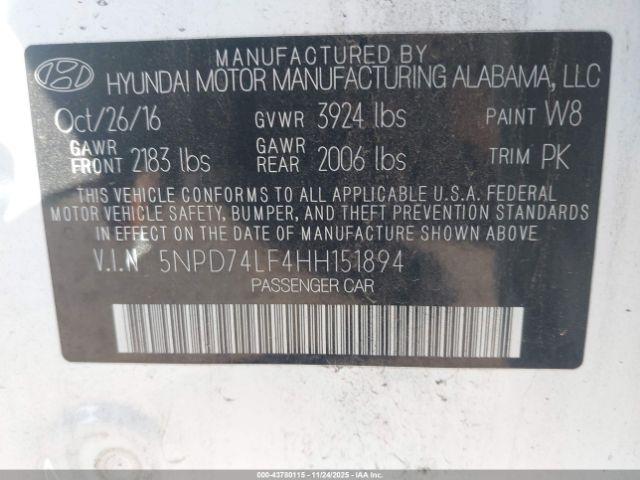 MANUFACTURED BY
HYUNDAI MOTOR MANUFACTURING ALABAMA, LLC
Oct/26/16 GVWR 3924 lbs PAINT W8
GAWR FRONT 2183 lbs GAWR REAR 2006 lbs TRIM PK
THIS VEHICLE CONFORMS TO ALL APPLICABLE U.S.A. FEDERAL
MOTOR VEHICLE SAFETY, BUMPER, AND THEFT PREVENTION STANDARDS
IN EFFECT ON THE DATE OF MANUFACTURE SHOWN ABOVE.
V.I.N 5NPD74LF4HH151894
PASSENGER CAR
000-43780115 - 11/24/2025 - IAAI.COM